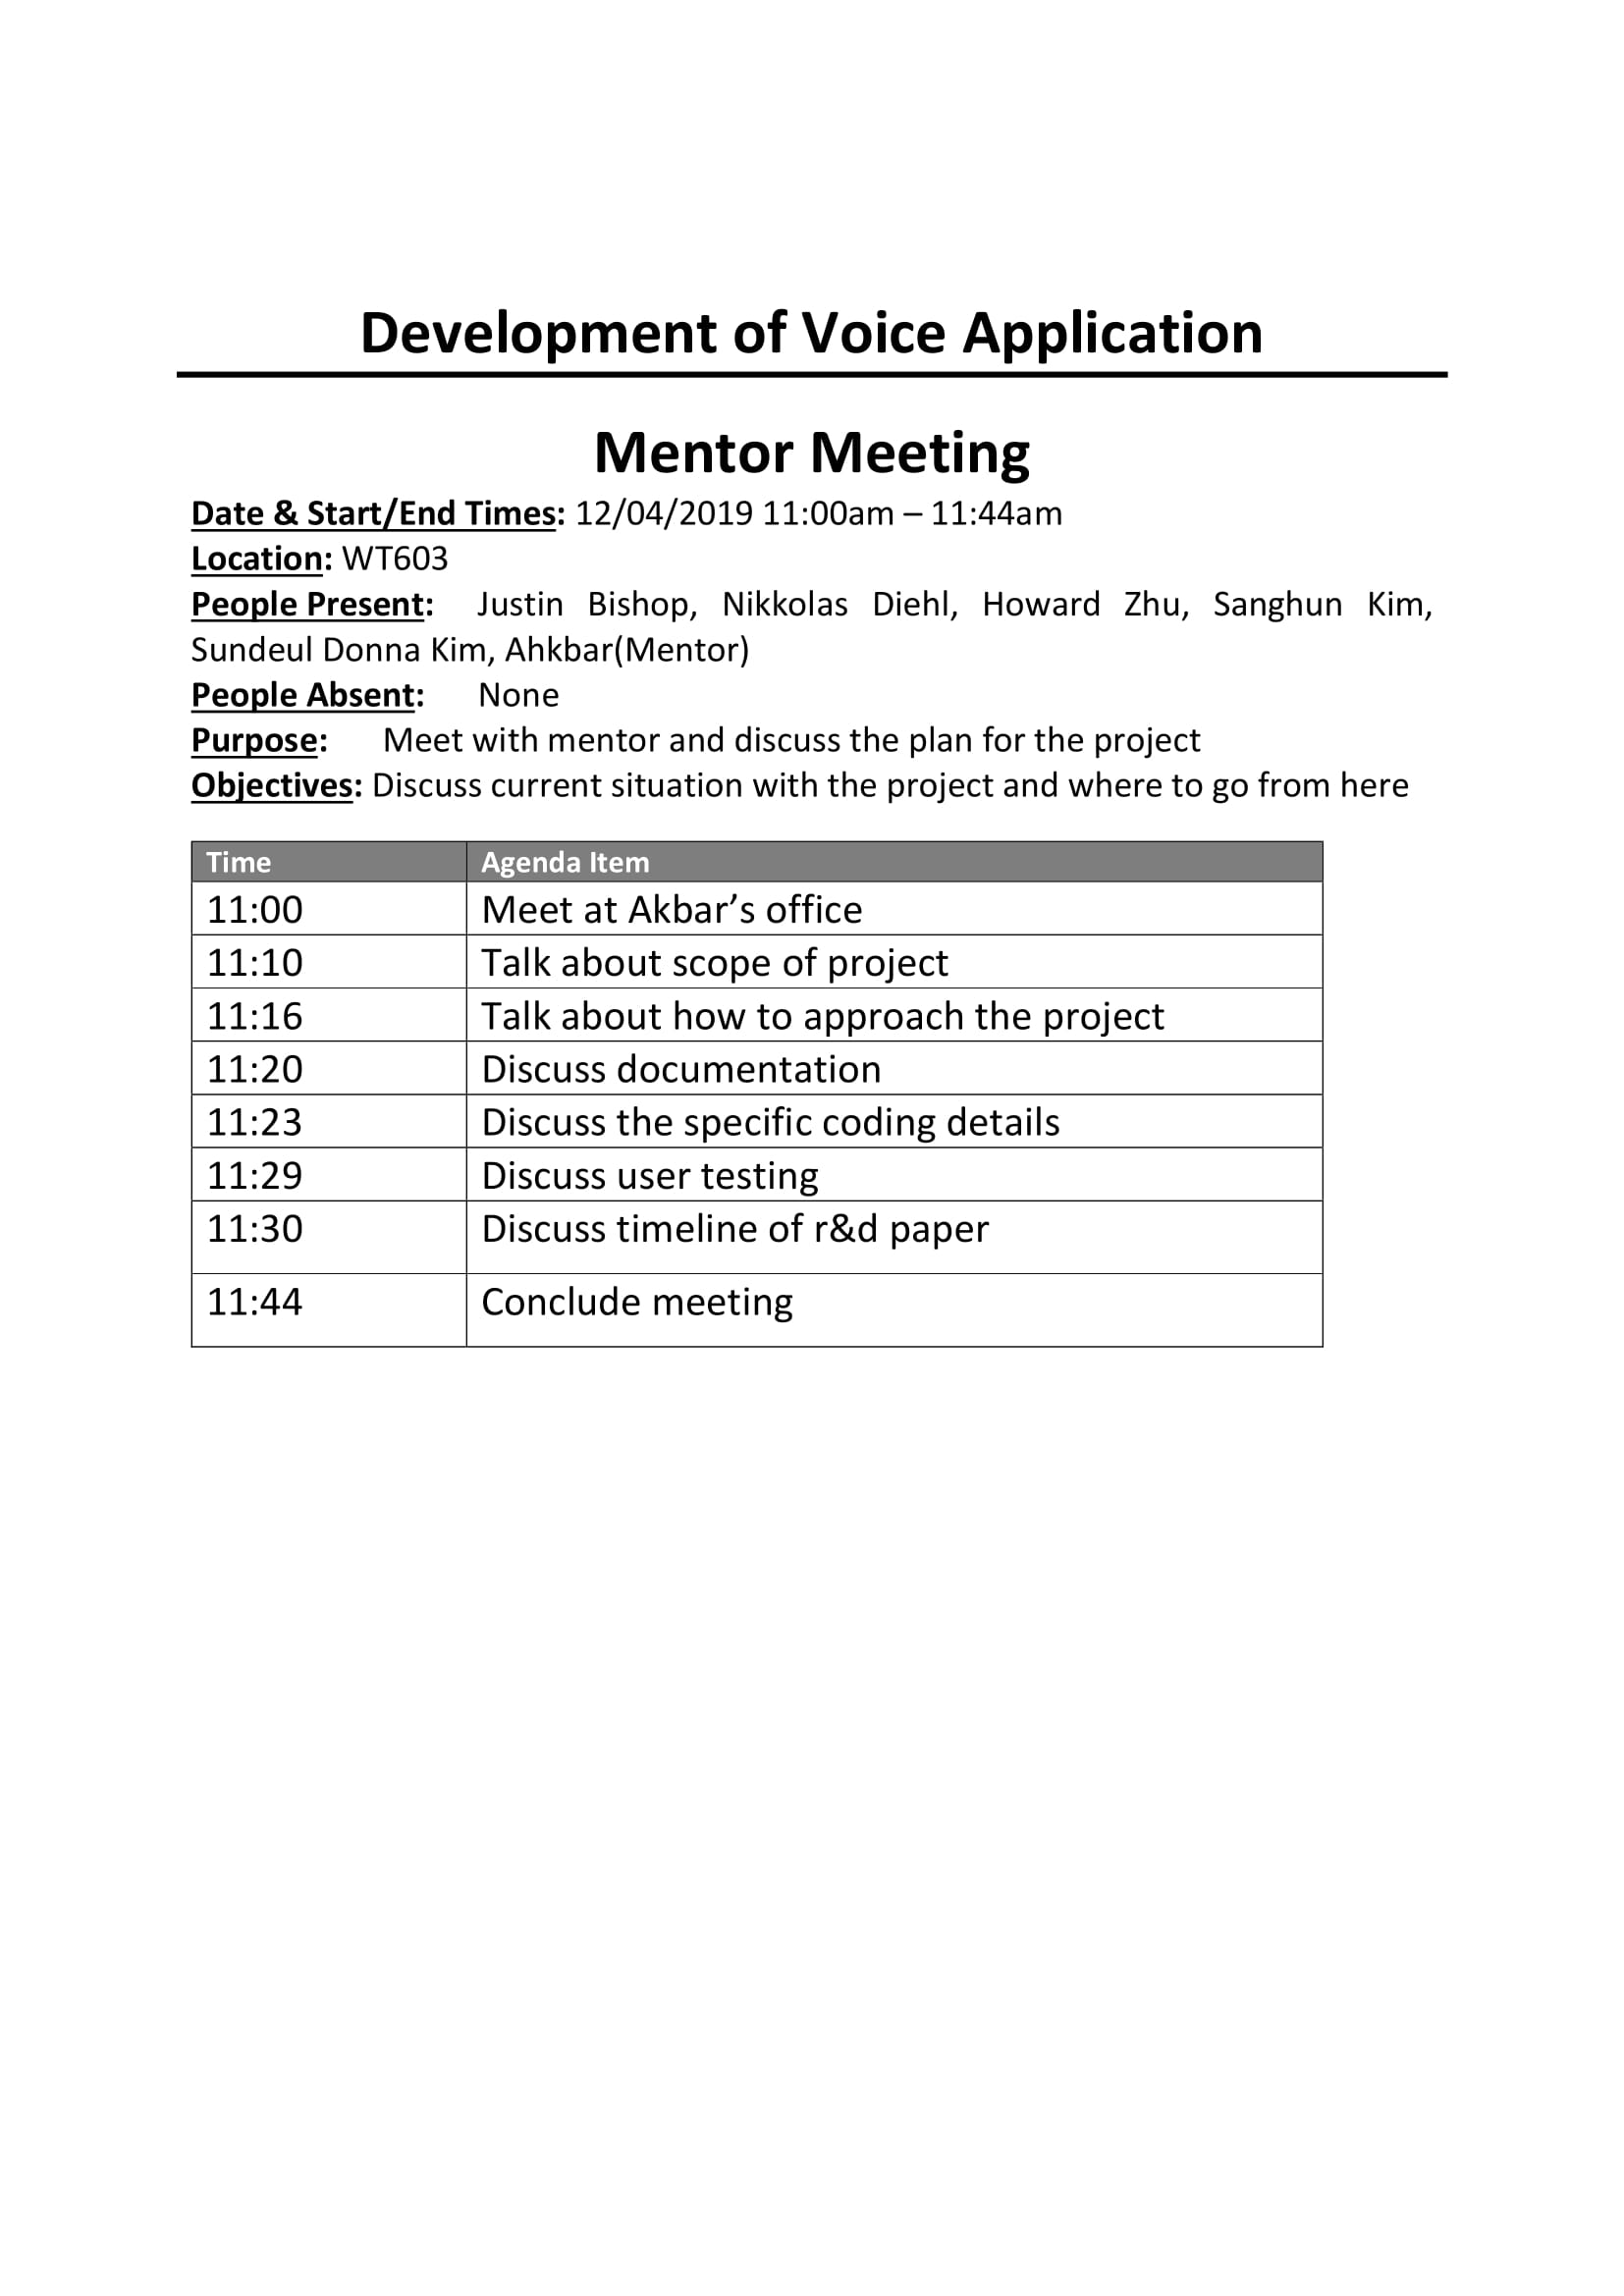 Development of Voice Application
Mentor Meeting
Date & Start/End Times: 12/04/2019 11:00am – 11:44am
Location: WT603
People Present: Justin Bishop, Nikkolas Diehl, Howard Zhu, Sanghun Kim,
Sundeul Donna Kim, Ahkbar(Mentor)
People Absent: None
Purpose: Meet with mentor and discuss the plan for the project
Objectives: Discuss current situation with the project and where to go from here
Time Agenda Item
11:00 Meet at Akbar’s office
11:10 Talk about scope of project
11:16 Talk about how to approach the project
11:20 Discuss documentation
11:23 Discuss the specific coding details
11:29 Discuss user testing
11:30 Discuss timeline of r&d paper
11:44 Conclude meeting